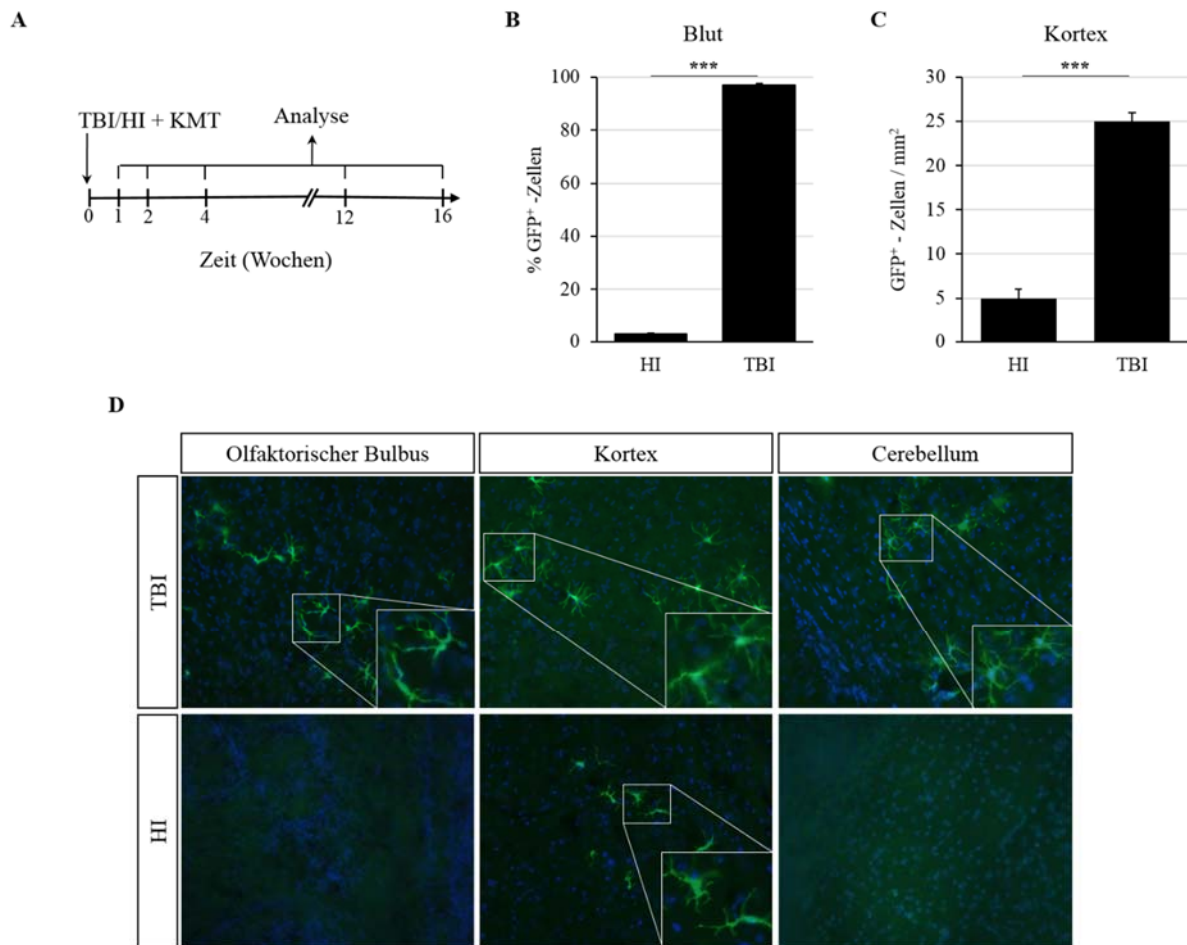 A
TBI/HI + KMT
Analyse
0 1 2 4 12 16
Zeit (Wochen)
B
Blut
***
% GFP⁺ -Zellen
100
80
60
40
20
0
HI TBI
C
Kortex
***
GFP⁺ - Zellen / mm²
30
25
20
15
10
5
0
HI TBI
D
Olfaktorischer Bulbus Kortex Cerebellum
TBI
HI